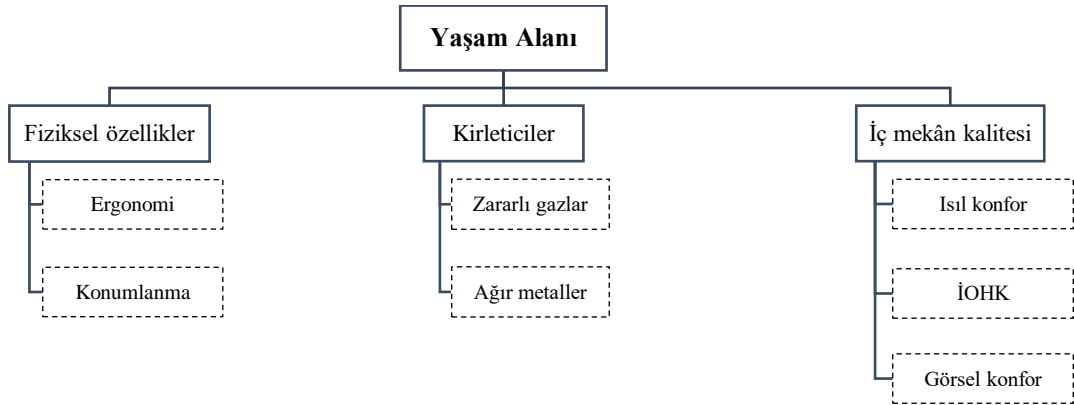 Yaşam Alanı
Fiziksel özellikler
Kirleticiler
İç mekân kalitesi
Ergonomi
Zararlı gazlar
Isıl konfor
Konumlanma
Ağır metaller
İOHK
Görsel konfor